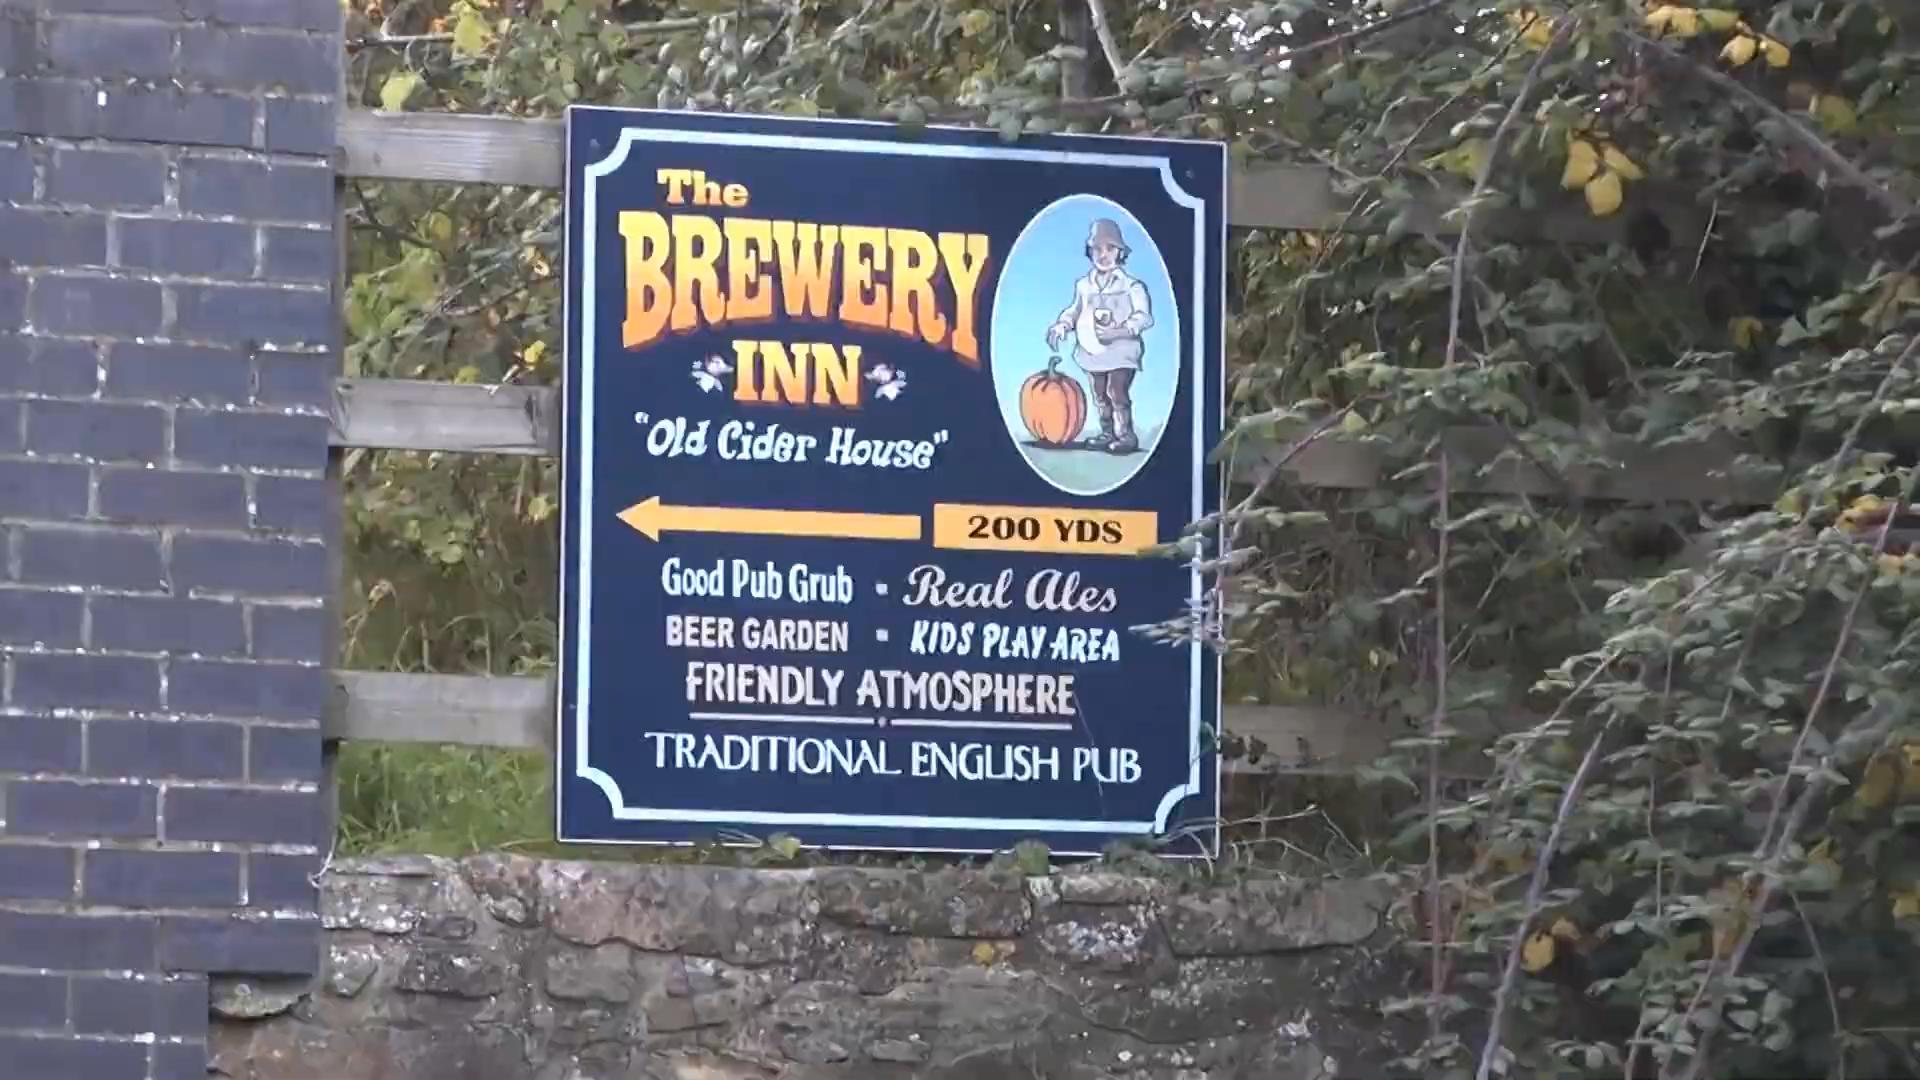 The
BREWERY
INN
"Old Cider House"
200 YDS
Good Pub Grub • Real Ales
BEER GARDEN • KIDS PLAY AREA
FRIENDLY ATMOSPHERE
TRADITIONAL ENGLISH PUB